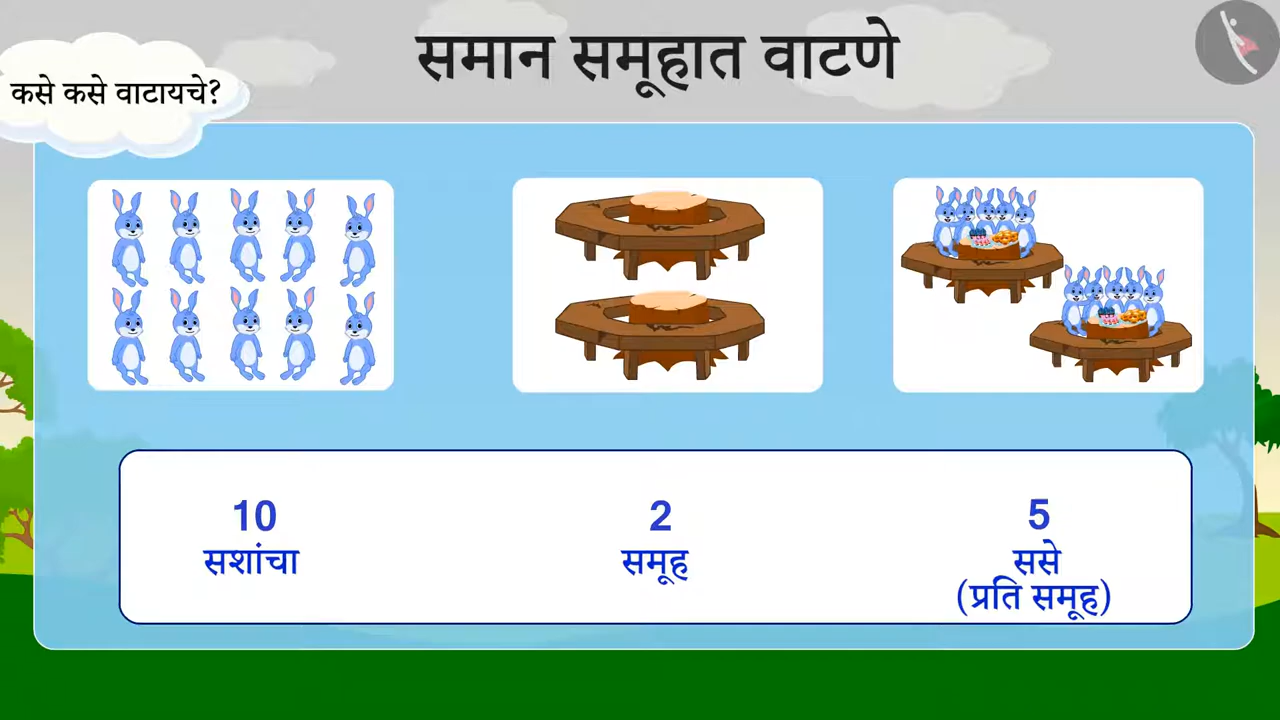 समान समूहात वाटणे
कसे कसे वाटायचे?
10
सशांचा
2
समूह
5
ससे
(प्रति समूह)